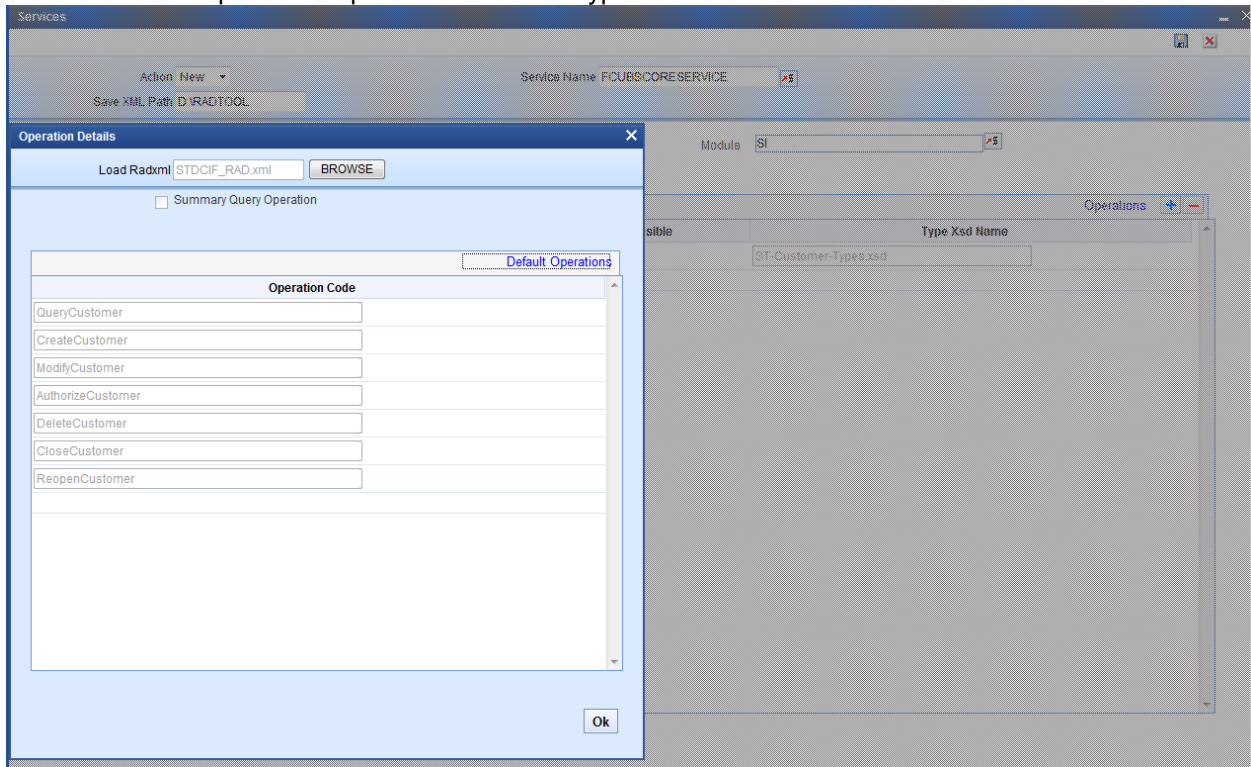 Services
Action New
Service Name FCUBSCORESERVICE
Save XML Path D:\RADTOOL
Operation Details
Module SI
Load Radxml STDCIF_RAD.xml BROWSE
Summary Query Operation
Operations + −
sible Type Xsd Name
Default Operations
ST-Customer-Types.xsd
Operation Code
QueryCustomer
CreateCustomer
ModifyCustomer
AuthorizeCustomer
DeleteCustomer
CloseCustomer
ReopenCustomer
Ok